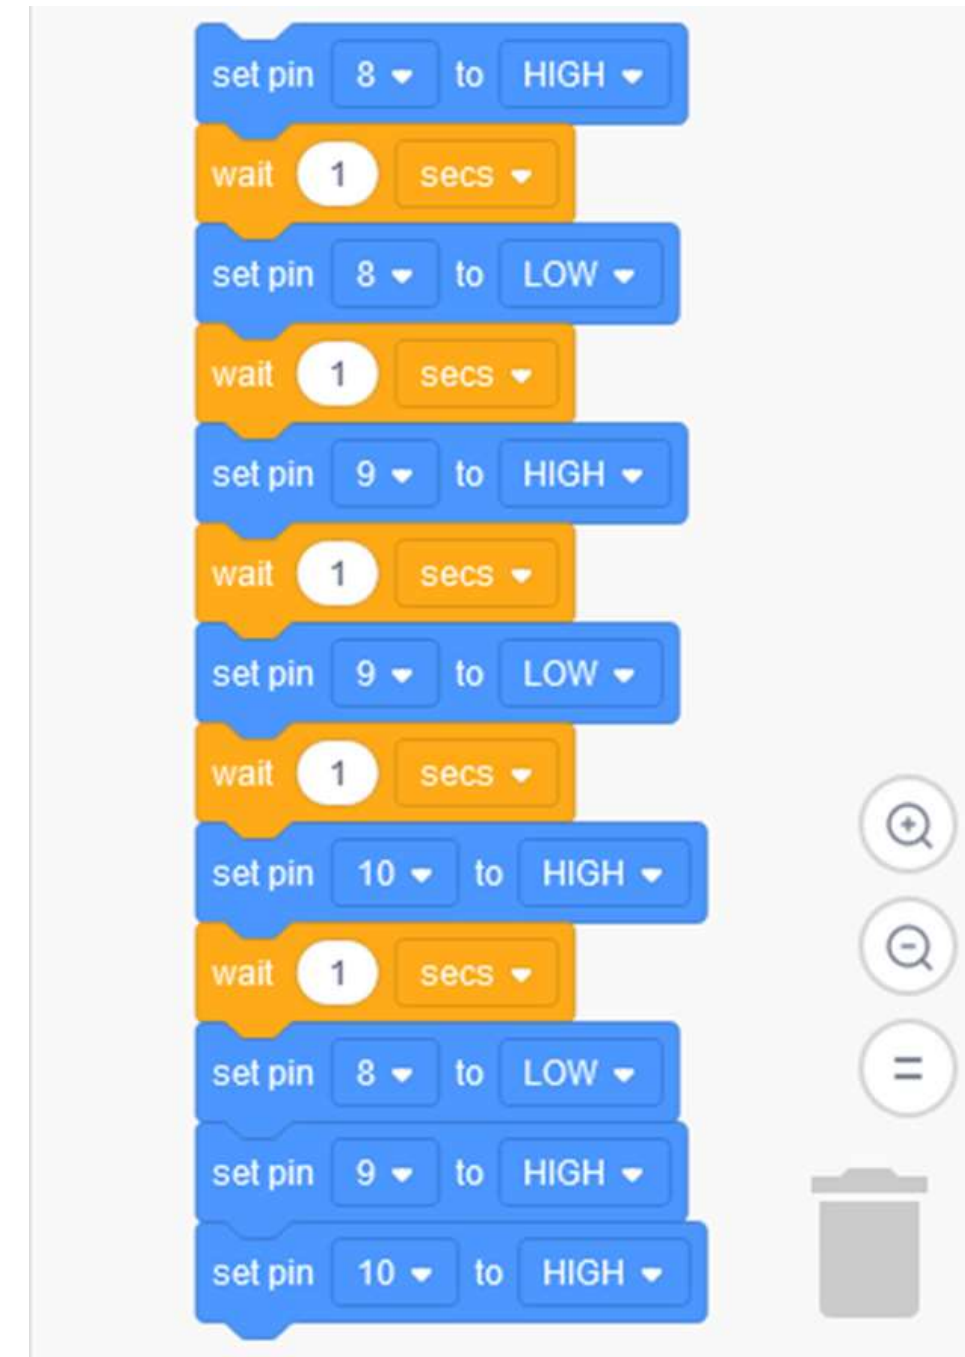 set pin 8 to HIGH
wait 1 secs
set pin 8 to LOW
wait 1 secs
set pin 9 to HIGH
wait 1 secs
set pin 9 to LOW
wait 1 secs
set pin 10 to HIGH
wait 1 secs
set pin 8 to LOW
set pin 9 to HIGH
set pin 10 to HIGH